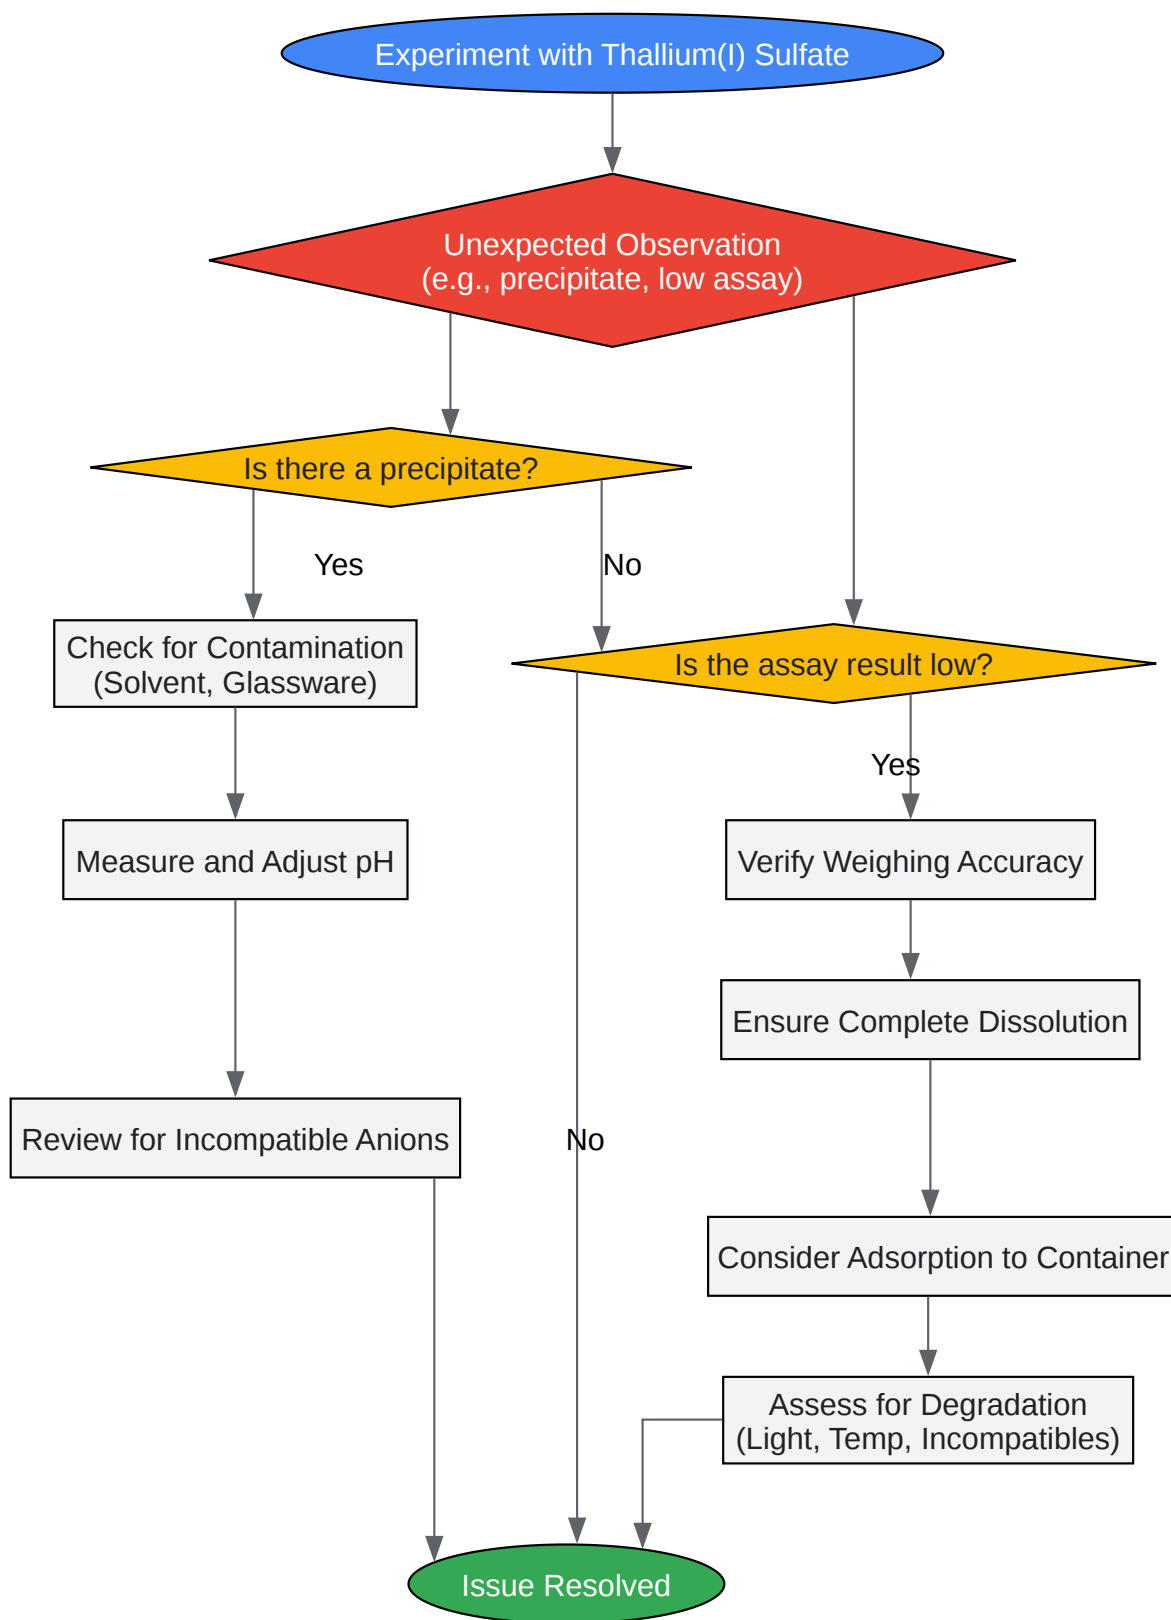 Experiment with Thallium(I) Sulfate
Unexpected Observation
(e.g., precipitate, low assay)
Is there a precipitate?
Yes
No
Check for Contamination
(Solvent, Glassware)
Is the assay result low?
Yes
Measure and Adjust pH
Verify Weighing Accuracy
Ensure Complete Dissolution
Review for Incompatible Anions
No
Consider Adsorption to Container
Assess for Degradation
(Light, Temp, Incompatibles)
Issue Resolved